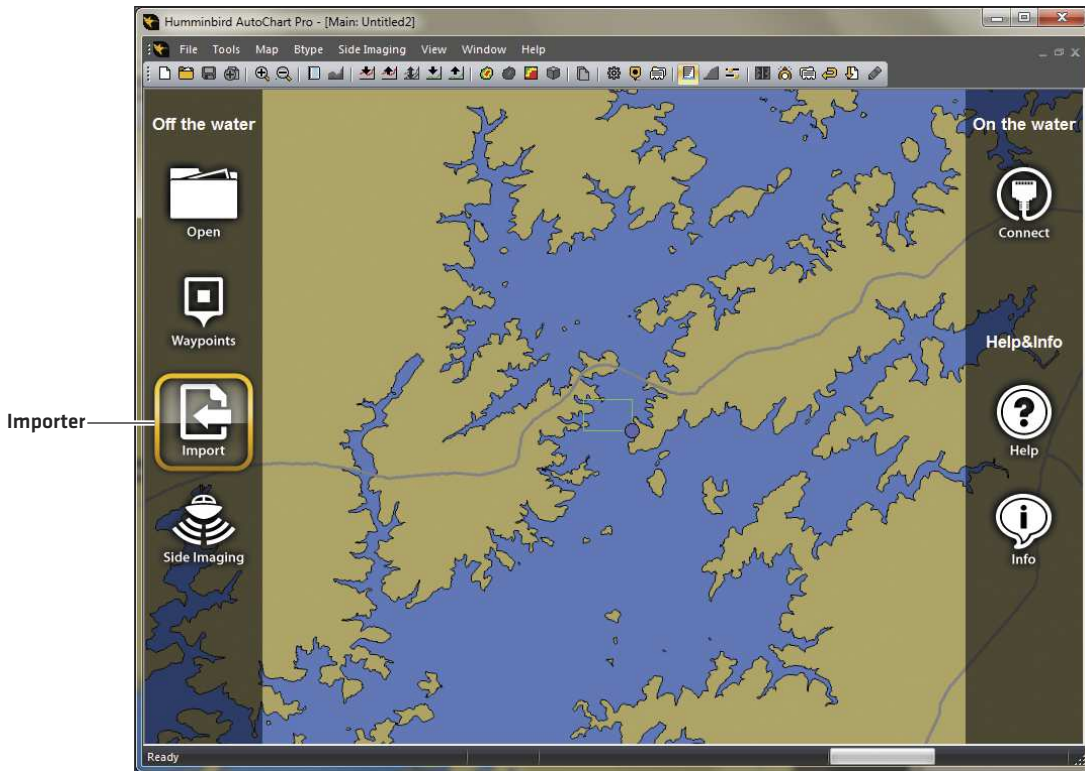 Humminbird AutoChart Pro - [Main: Untitled2]
File Tools Map Btype Side Imaging View Window Help
Off the water
Open
Waypoints
Import
Side Imaging
On the water
Connect
Help&Info
Help
Info
Importer
Ready